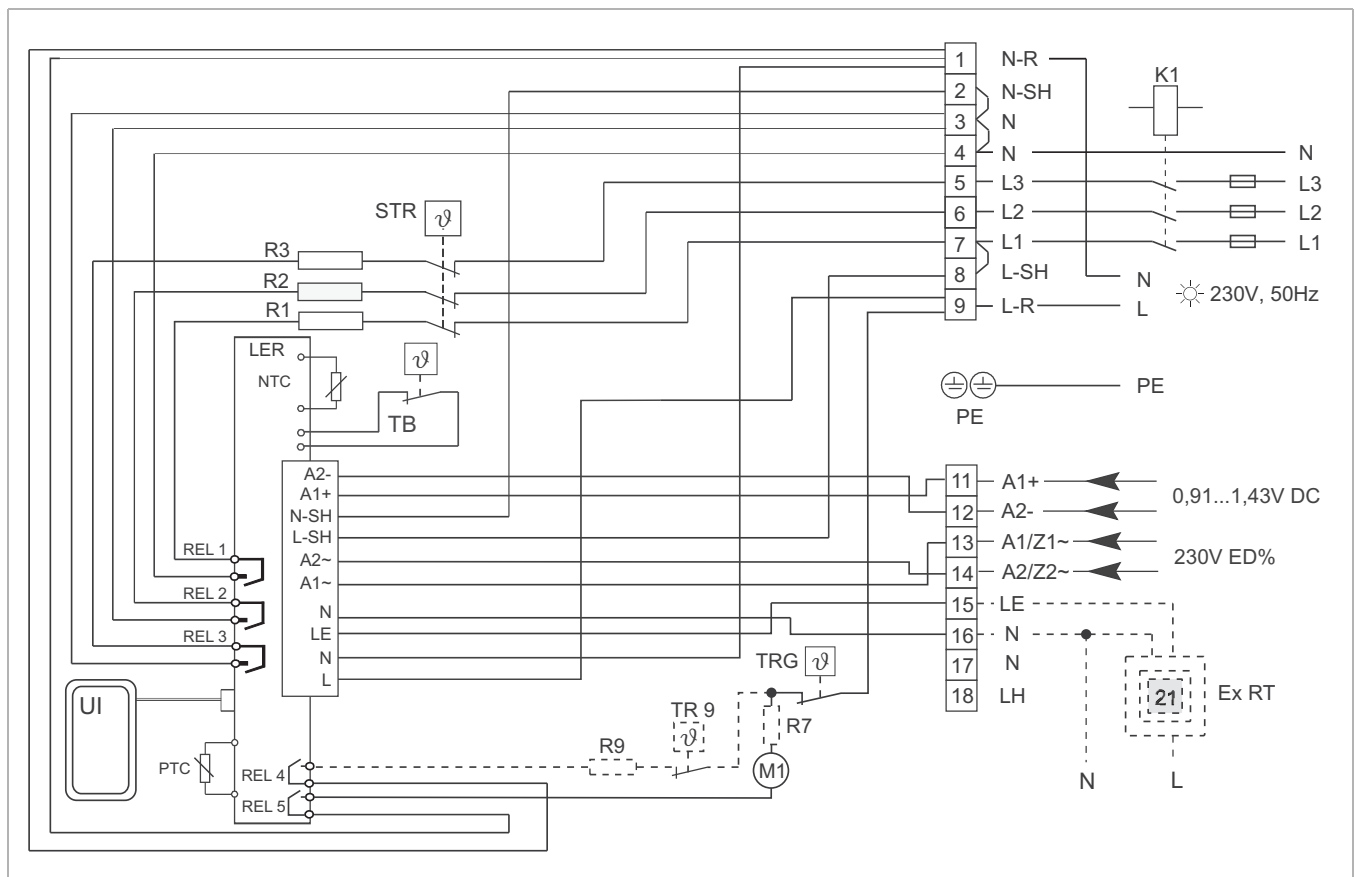 1 N-R
K1
2 N-SH
3 N
4 N N
5 L3 L3
STR ϑ
6 L2 L2
R3
7 L1 L1
R2
8 L-SH
N
R1
9 L-R L
230V, 50Hz
LER
NTC
ϑ
TB
PE
PE
A2-
A1+
N-SH
L-SH
A2~
A1~
N
LE
N
L
11 A1+
12 A2-
0,91...1,43V DC
13 A1/Z1~
14 A2/Z2~
230V ED%
15 LE
16 N
17 N
18 LH
21 Ex RT
N L
REL 1
REL 2
REL 3
UI
TRG ϑ
TR 9
ϑ
R7
R9
M1
PTC
REL 4
REL 5